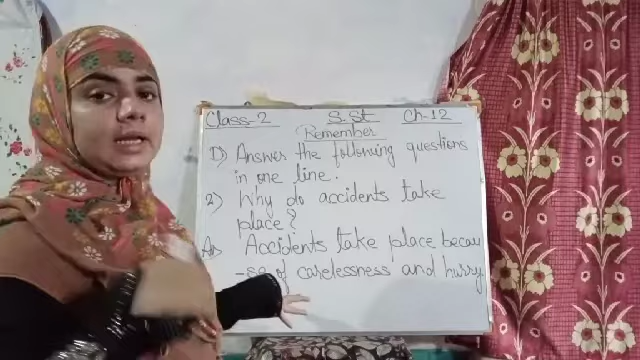 Class-2 S.St Ch-12
Remember
1) Answer the following questions
in one line.
2) Why do accidents take
place?
A) Accidents take place becau
-se of carelessness and hurry